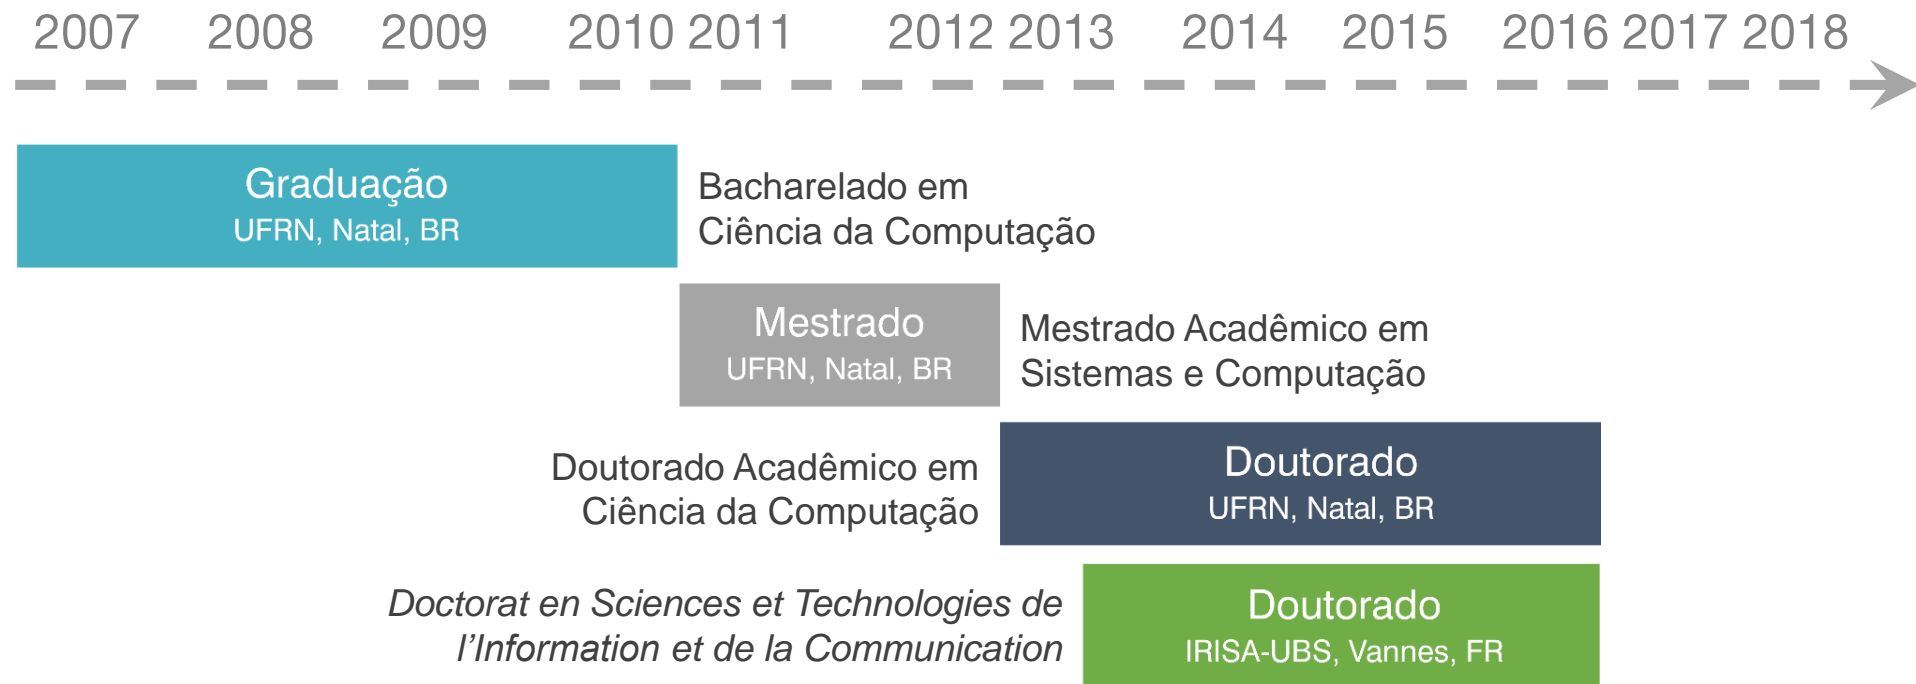 2007 2008 2009 2010 2011 2012 2013 2014 2015 2016 2017 2018
Graduação
UFRN, Natal, BR
Bacharelado em
Ciência da Computação
Mestrado
UFRN, Natal, BR
Mestrado Acadêmico em
Sistemas e Computação
Doutorado Acadêmico em
Ciência da Computação
Doutorado
UFRN, Natal, BR
Doctorat en Sciences et Technologies de
l’Information et de la Communication
Doutorado
IRISA-UBS, Vannes, FR